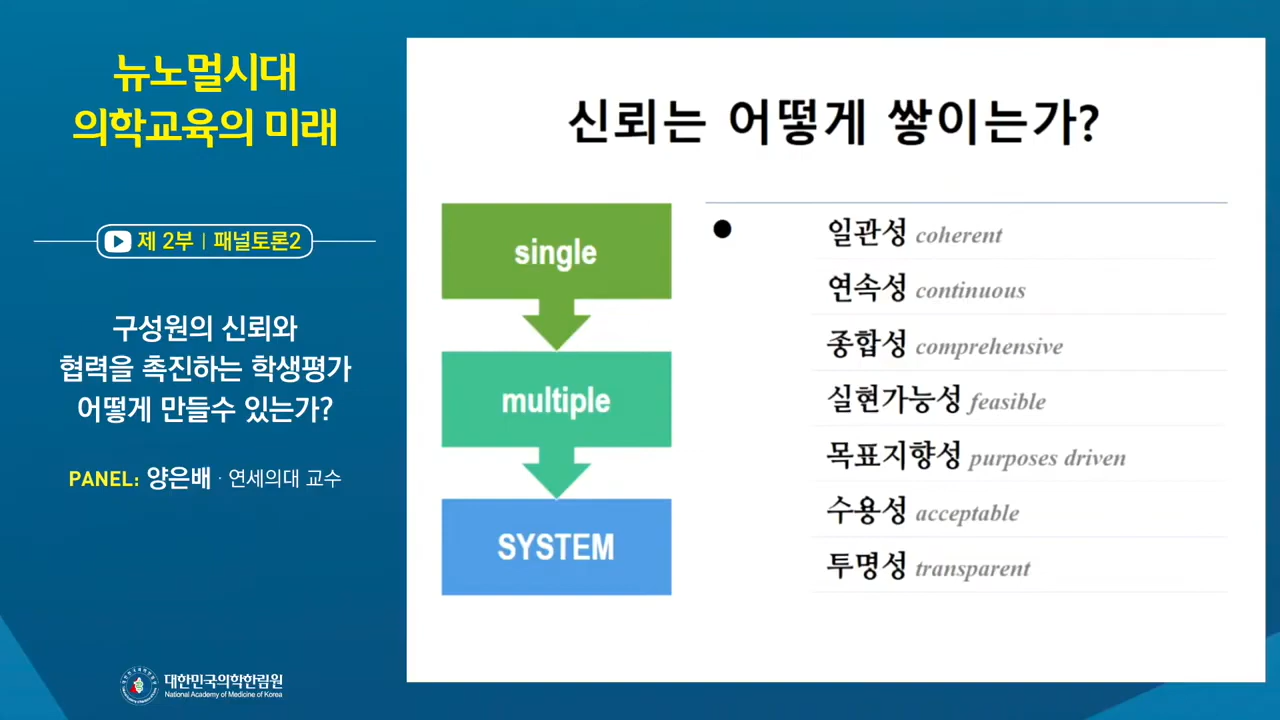 뉴노멀시대
의학교육의 미래
제 2부 | 패널토론2
구성원의 신뢰와
협력을 촉진하는 학생평가
어떻게 만들수 있는가?
PANEL: 양은배 · 연세의대 교수
대한민국의학한림원
National Academy of Medicine of Korea
신뢰는 어떻게 쌓이는가?
single
multiple
SYSTEM
● 일관성 coherent
연속성 continuous
종합성 comprehensive
실현가능성 feasible
목표지향성 purposes driven
수용성 acceptable
투명성 transparent